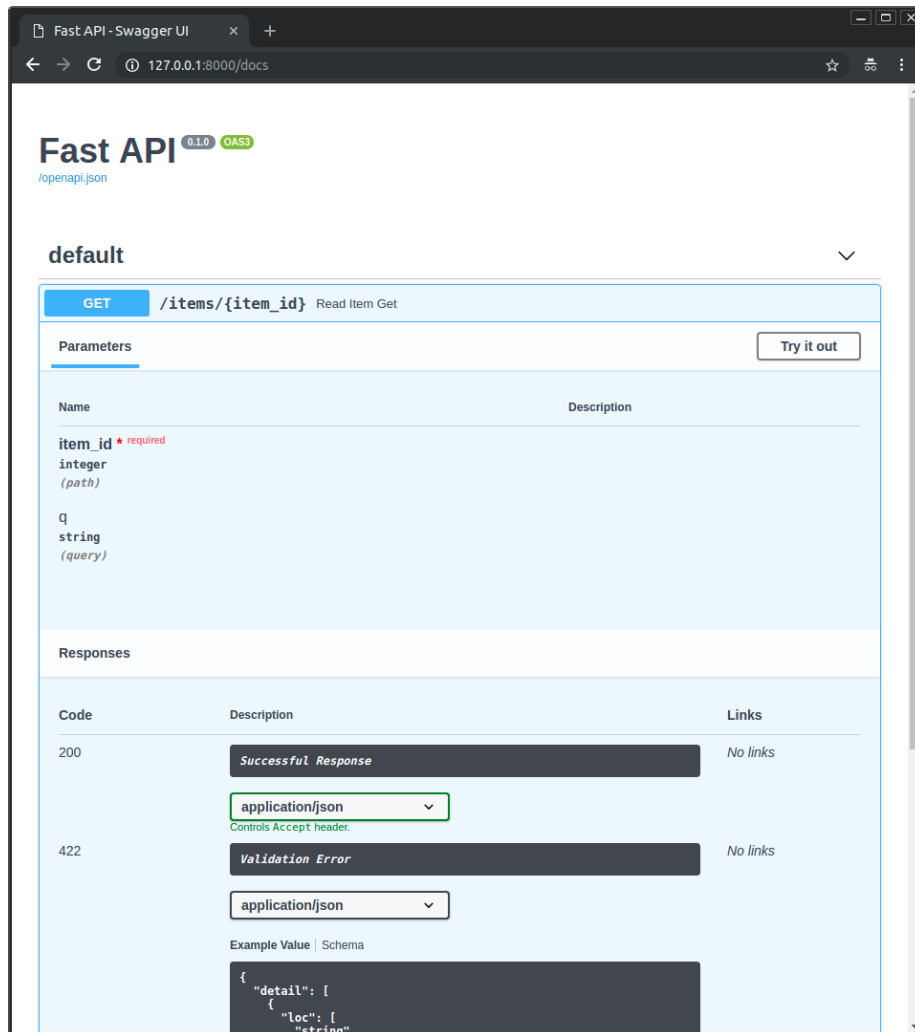 Fast API - Swagger UI
127.0.0.1:8000/docs
Fast API 0.1.0 OAS3
/openapi.json
default
GET /items/{item_id} Read Item Get
Parameters Try it out
Name Description
item_id * required
integer
(path)
q
string
(query)
Responses
Code Description Links
200 Successful Response No links
application/json
Controls Accept header.
422 Validation Error No links
application/json
Example Value Schema
{
"detail": [
{
"loc": [
"string"